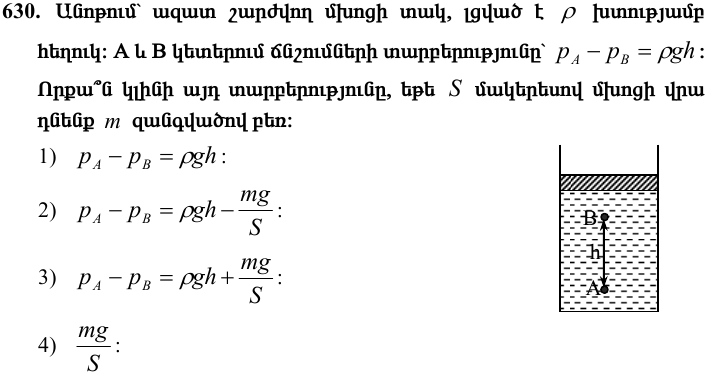 630. Անոթում՝ ազատ շարժվող մխոցի տակ, լցված է ρ խտությամբ
հեղուկ: A և B կետերում ճնշումների տարբերությունը՝ p_A − p_B = ρgh :
Որքա՞ն կլինի այդ տարբերությունը, եթե S մակերեսով մխոցի վրա
դնենք m զանգվածով բեռ:
1) p_A − p_B = ρgh :
2) p_A − p_B = ρgh − mg/S :
3) p_A − p_B = ρgh + mg/S :
4) mg/S :
B
h
A